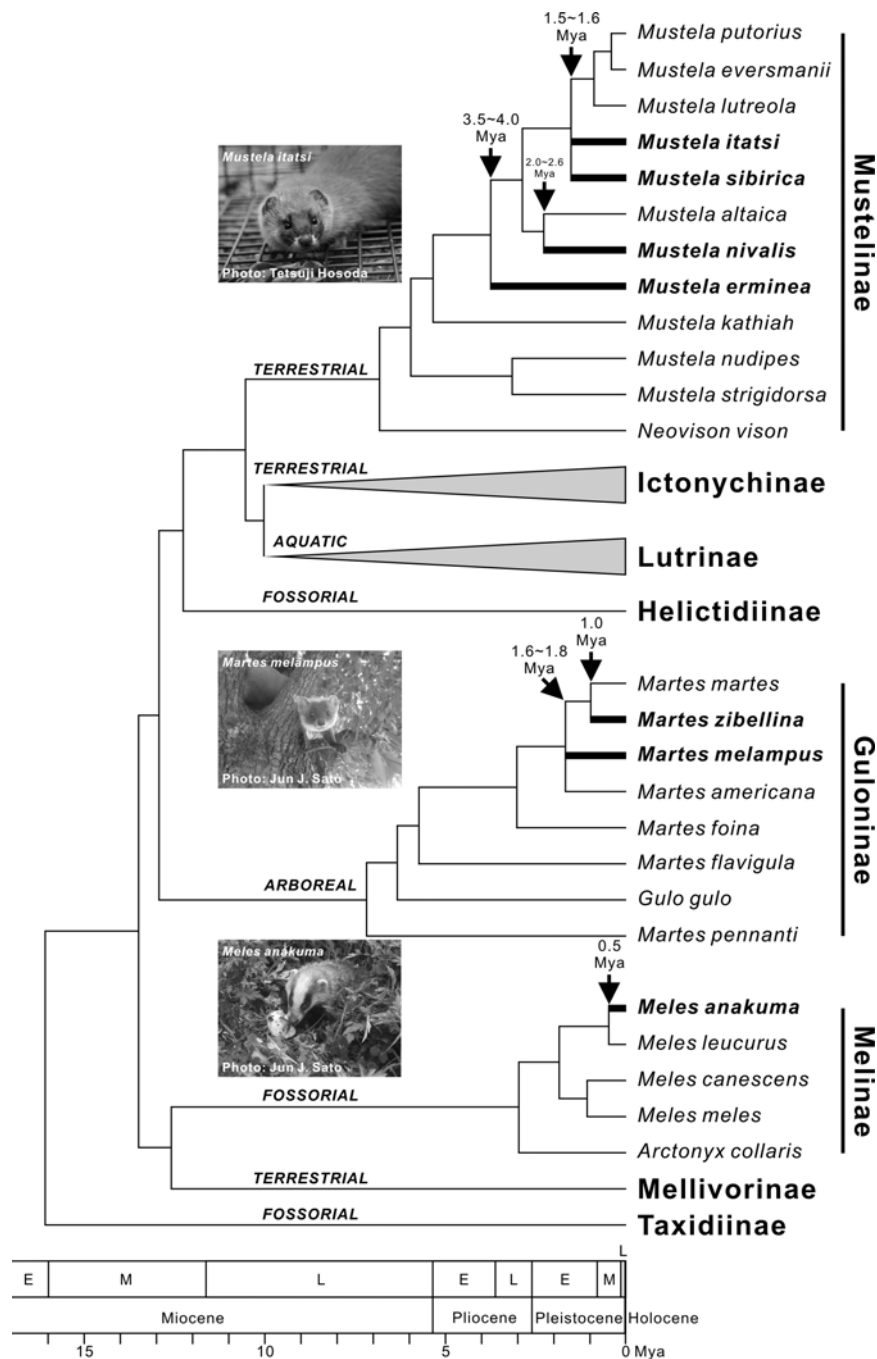 1.5~1.6
Mya
Mustela putorius
Mustela eversmanii
Mustela lutreola
3.5~4.0
Mya
Mustela itatsi
2.0~2.6
Mya
Mustela sibirica
Mustela altaica
Mustela nivalis
Mustela erminea
Mustela kathiah
Mustela nudipes
Mustela strigidorsa
Neovison vison
Mustelinae
Mustela itatsi
Photo: Tetsuji Hosoda
TERRESTRIAL
TERRESTRIAL
Ictonychinae
AQUATIC
Lutrinae
FOSSORIAL
Helictidiinae
1.0
Mya
1.6~1.8
Mya
Martes martes
Martes zibellina
Martes melampus
Martes americana
Martes foina
Martes flavigula
Gulo gulo
Martes pennanti
Guloninae
Martes melampus
Photo: Jun J. Sato
ARBOREAL
0.5
Mya
Meles anakuma
Meles leucurus
Meles canescens
Meles meles
Arctonyx collaris
Melinae
Meles anakuma
Photo: Jun J. Sato
FOSSORIAL
TERRESTRIAL
Mellivorinae
FOSSORIAL
Taxidiinae
L
E M L E L E M
Miocene Pliocene Pleistocene Holocene
15 10 5 0 Mya